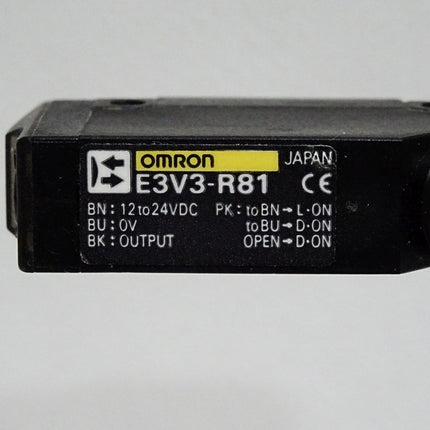 OMRON JAPAN
E3V3-R81 CE
BN: 12 to 24VDC PK: to BN→L·ON
BU: 0V to BU→D·ON
BK: OUTPUT OPEN→D·ON